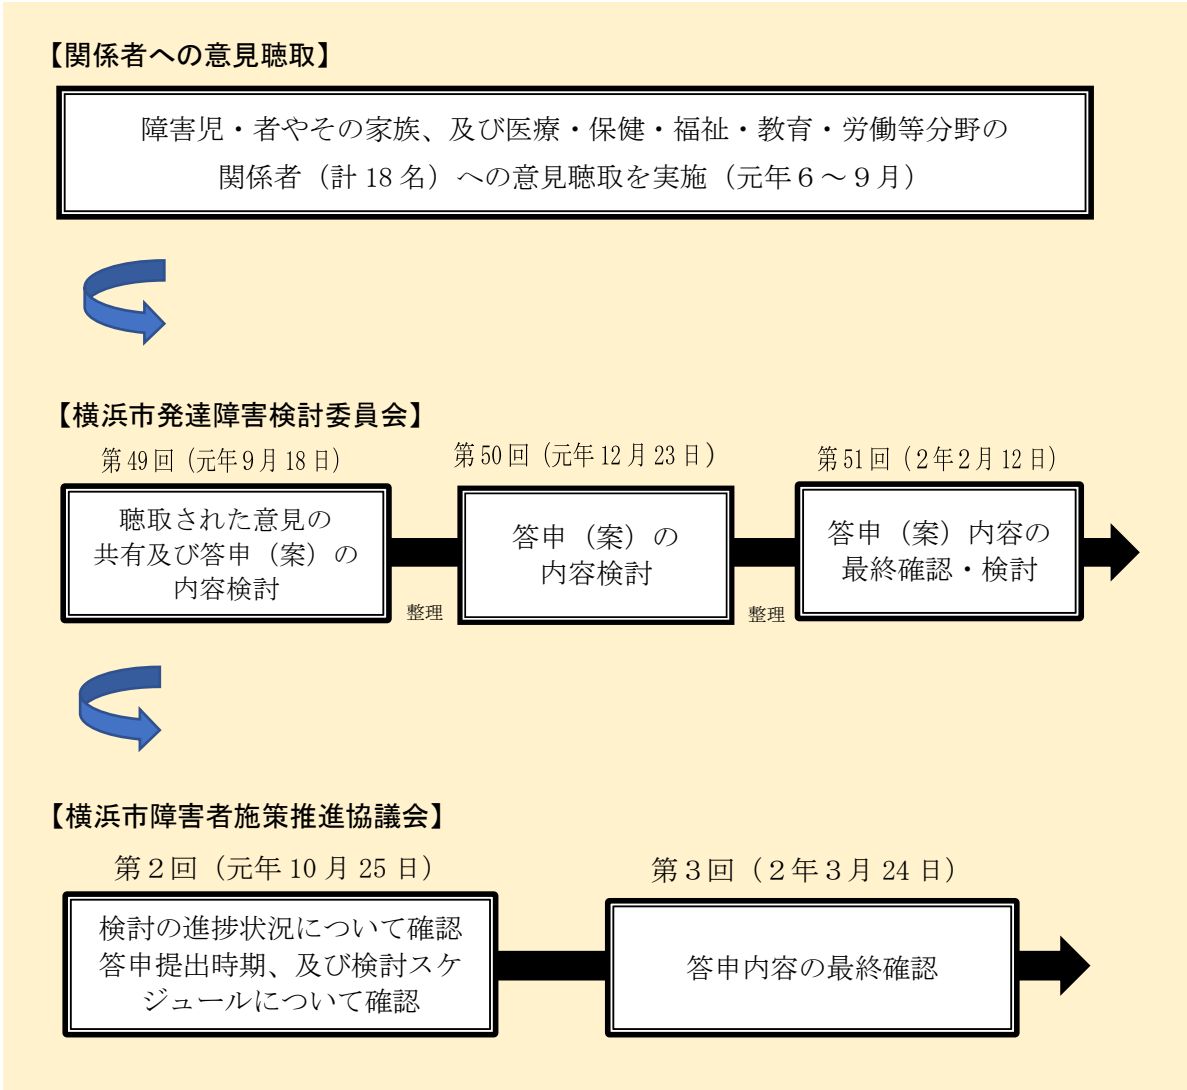 【関係者への意見聴取】
障害児・者やその家族、及び医療・保健・福祉・教育・労働等分野の
関係者（計 18 名）への意見聴取を実施（元年６～９月）
【横浜市発達障害検討委員会】
第 49 回（元年 9 月 18 日）
聴取された意見の
共有及び答申（案）の
内容検討
整理
第 50 回（元年 12 月 23 日）
答申（案）の
内容検討
整理
第 51 回（２年２月 12 日）
答申（案）内容の
最終確認・検討
【横浜市障害者施策推進協議会】
第２回（元年 10 月 25 日）
検討の進捗状況について確認
答申提出時期、及び検討スケ
ジュールについて確認
第３回（２年３月 24 日）
答申内容の最終確認